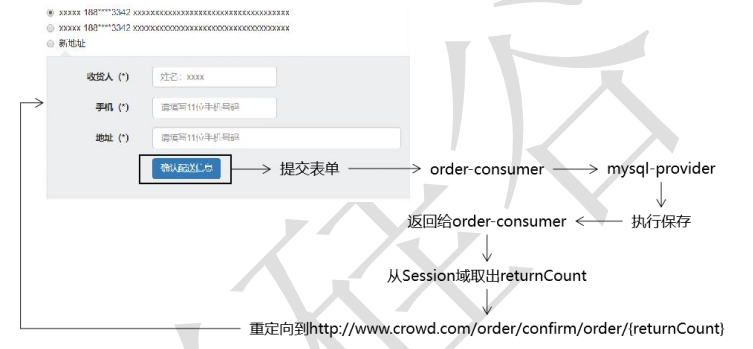 xxxxx 188****3342 xxxxxxxxxxxxxxxxxxxxxxxxxxxxxxxxxxxx
xxxxx 188****3342 xxxxxxxxxxxxxxxxxxxxxxxxxxxxxxxxxxxx
新地址
收货人 (*) 姓名：xxxx
手机 (*) 请填写11位手机号码
地址 (*) 请填写11位手机号码
确认配送信息 提交表单 order-consumer mysql-provider
返回给order-consumer 执行保存
从Session域取出returnCount
重定向到http://www.crowd.com/order/confirm/order/{returnCount}